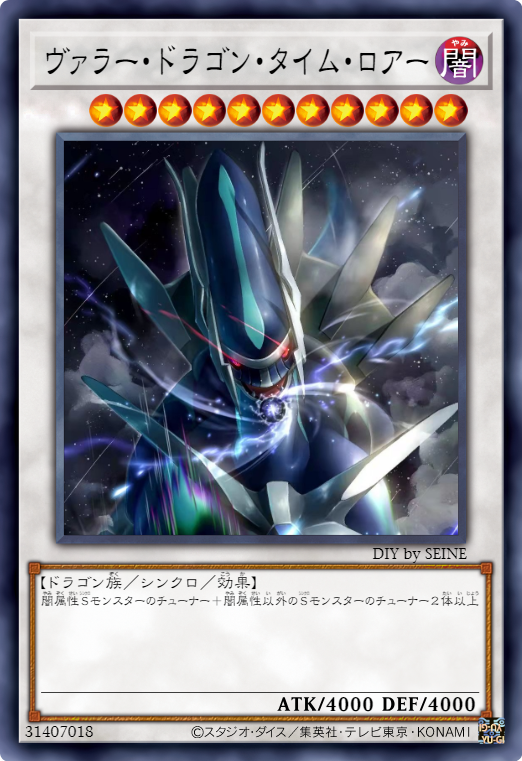 ヴァラー・ドラゴン・タイム・ロアー 闇
DIY by SEINE
【ドラゴン族／シンクロ／効果】
闇属性Ｓモンスターのチューナー＋闇属性以外のＳモンスターのチューナー２体以上
ATK/4000 DEF/4000
31407018 ©スタジオ・ダイス／集英社・テレビ東京・KONAMI